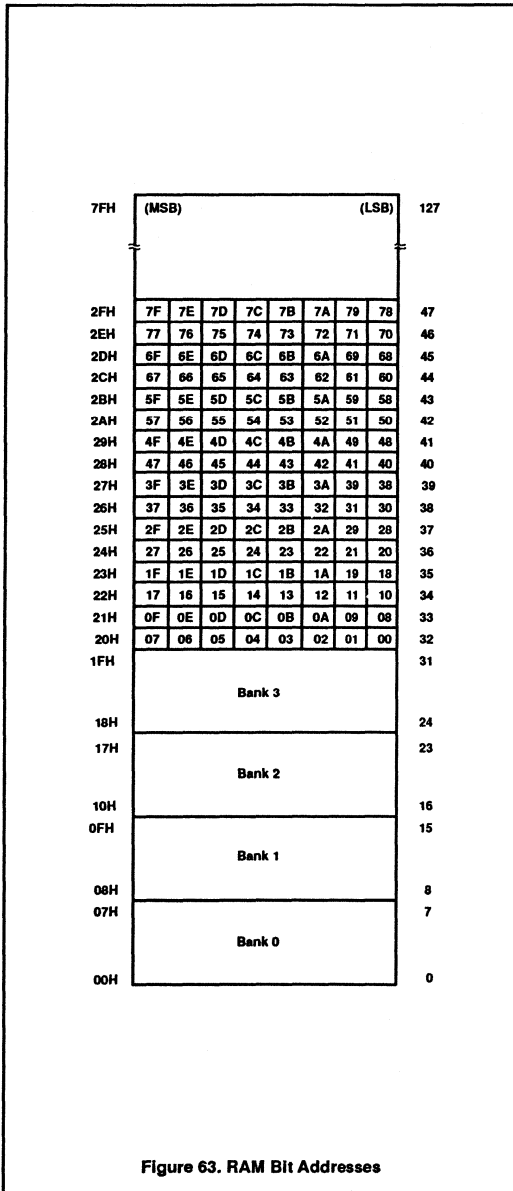 7FH (MSB) (LSB) 127
2FH 7F 7E 7D 7C 7B 7A 79 78 47
2EH 77 76 75 74 73 72 71 70 46
2DH 6F 6E 6D 6C 6B 6A 69 68 45
2CH 67 66 65 64 63 62 61 60 44
2BH 5F 5E 5D 5C 5B 5A 59 58 43
2AH 57 56 55 54 53 52 51 50 42
29H 4F 4E 4D 4C 4B 4A 49 48 41
28H 47 46 45 44 43 42 41 40 40
27H 3F 3E 3D 3C 3B 3A 39 38 39
26H 37 36 35 34 33 32 31 30 38
25H 2F 2E 2D 2C 2B 2A 29 28 37
24H 27 26 25 24 23 22 21 20 36
23H 1F 1E 1D 1C 1B 1A 19 18 35
22H 17 16 15 14 13 12 11 10 34
21H 0F 0E 0D 0C 0B 0A 09 08 33
20H 07 06 05 04 03 02 01 00 32
1FH 31
Bank 3
18H 24
17H 23
Bank 2
10H 16
0FH 15
Bank 1
08H 8
07H 7
Bank 0
00H 0
Figure 63. RAM Bit Addresses